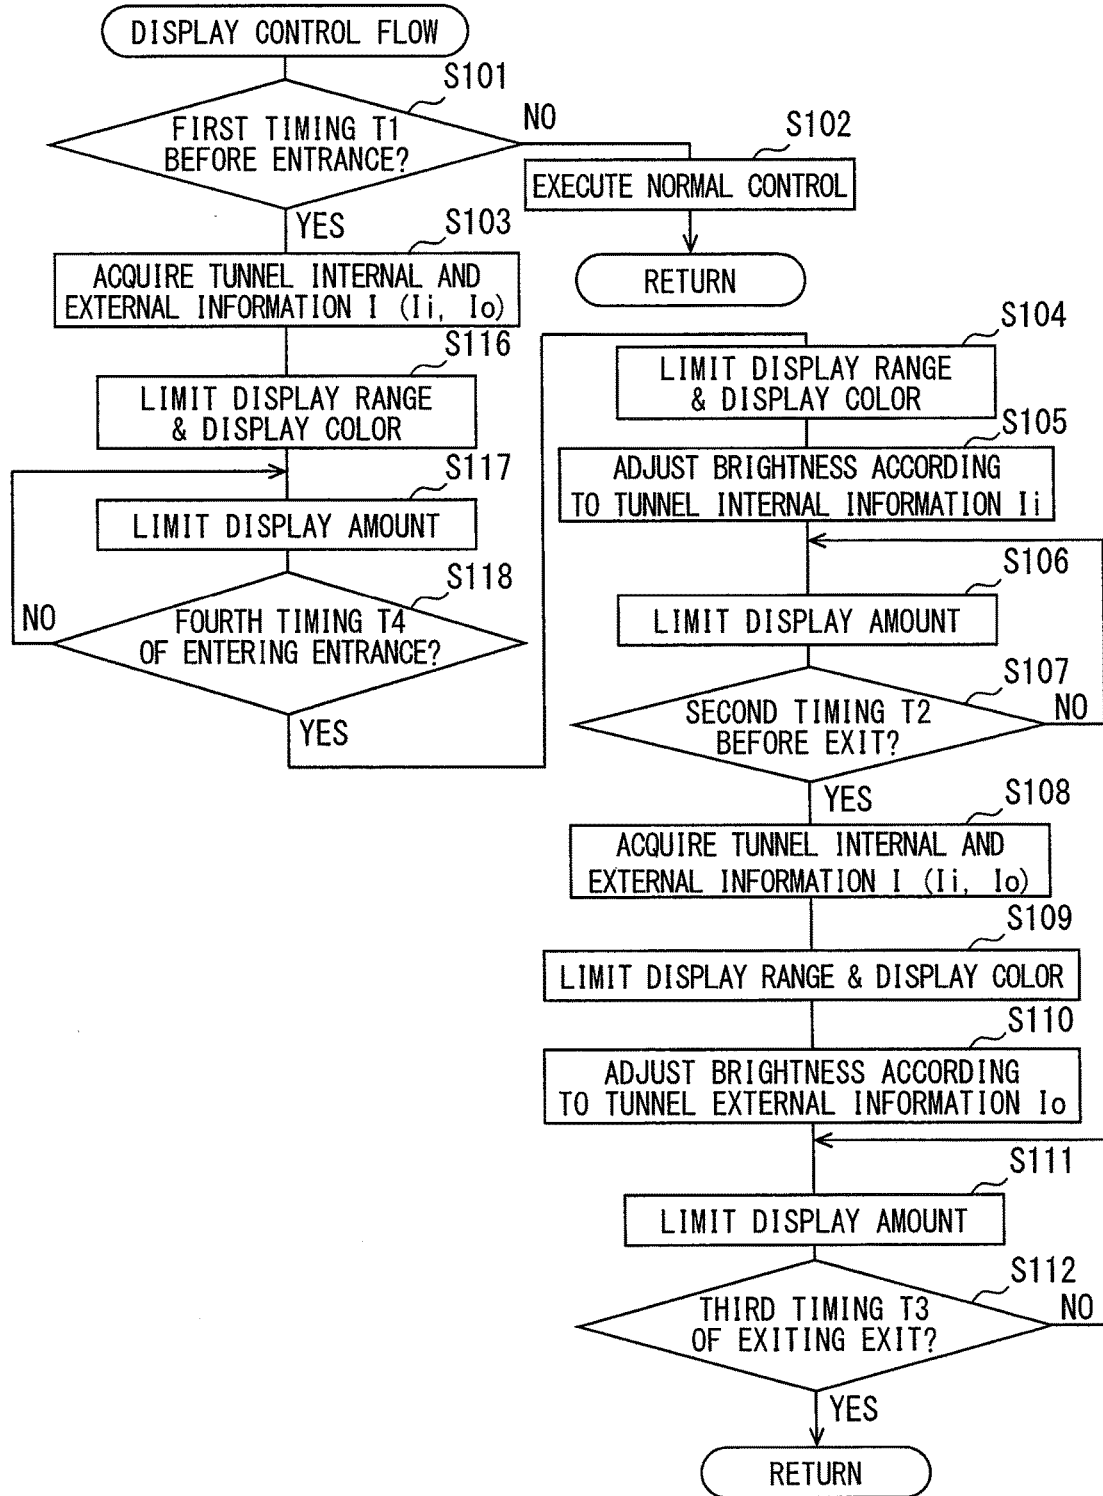 DISPLAY CONTROL FLOW
S101
FIRST TIMING T1
BEFORE ENTRANCE?
NO
S102
EXECUTE NORMAL CONTROL
RETURN
YES
S103
ACQUIRE TUNNEL INTERNAL AND
EXTERNAL INFORMATION I (Ii, Io)
S116
LIMIT DISPLAY RANGE
& DISPLAY COLOR
S117
LIMIT DISPLAY AMOUNT
S118
FOURTH TIMING T4
OF ENTERING ENTRANCE?
NO
YES
S104
LIMIT DISPLAY RANGE
& DISPLAY COLOR
S105
ADJUST BRIGHTNESS ACCORDING
TO TUNNEL INTERNAL INFORMATION Ii
S106
LIMIT DISPLAY AMOUNT
S107
SECOND TIMING T2
BEFORE EXIT?
NO
YES
S108
ACQUIRE TUNNEL INTERNAL AND
EXTERNAL INFORMATION I (Ii, Io)
S109
LIMIT DISPLAY RANGE & DISPLAY COLOR
S110
ADJUST BRIGHTNESS ACCORDING
TO TUNNEL EXTERNAL INFORMATION Io
S111
LIMIT DISPLAY AMOUNT
S112
THIRD TIMING T3
OF EXITING EXIT?
NO
YES
RETURN